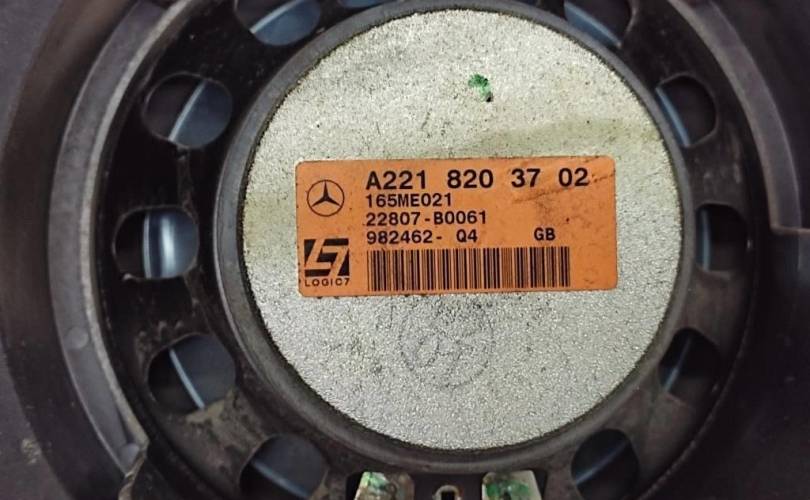 A221 820 37 02
165ME021
22807-B0061
982462- Q4 GB
LOGIC7